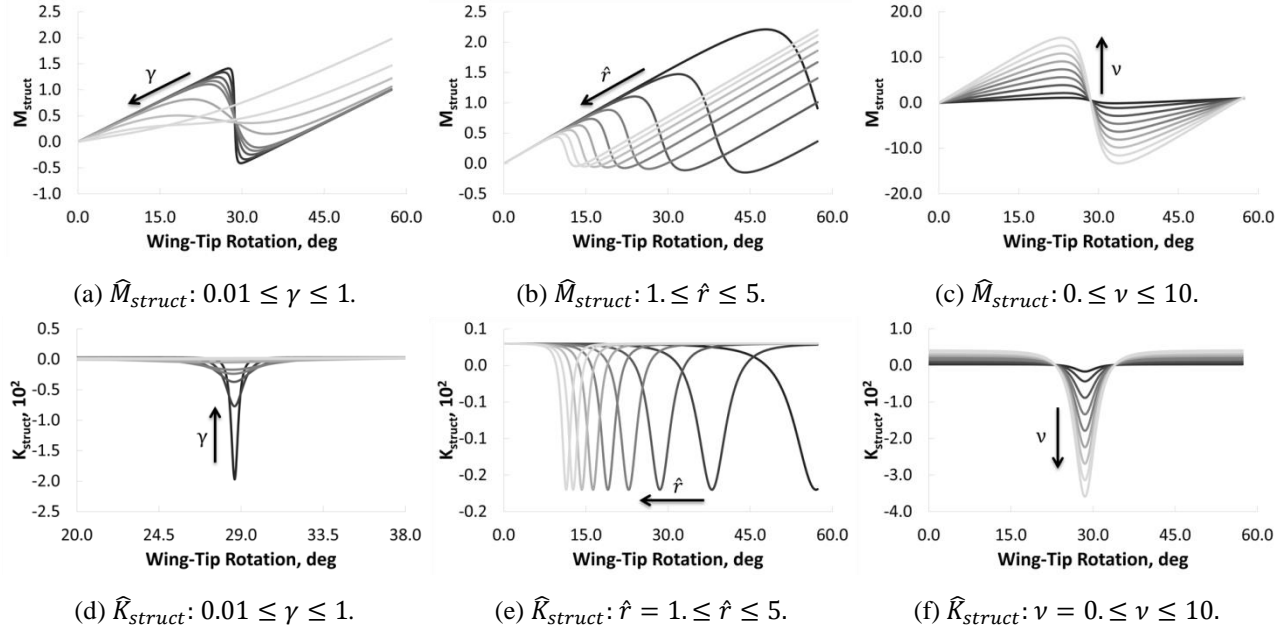 M_struct
2.5
2.0
1.5
1.0
0.5
0.0
-0.5
-1.0
γ
0.0 15.0 30.0 45.0 60.0
Wing-Tip Rotation, deg
(a) M̂_struct: 0.01 ≤ γ ≤ 1.
M_struct
2.5
2.0
1.5
1.0
0.5
0.0
0.5
r̂
0.0 15.0 30.0 45.0 60.0
Wing-Tip Rotation, deg
(b) M̂_struct: 1. ≤ r̂ ≤ 5.
M_struct
20.0
10.0
0.0
-10.0
-20.0
ν
0.0 15.0 30.0 45.0 60.0
Wing-Tip Rotation, deg
(c) M̂_struct: 0. ≤ ν ≤ 10.
K_struct, 10²
0.5
0.0
-0.5
-1.0
-1.5
-2.0
-2.5
γ
20.0 24.5 29.0 33.5 38.0
Wing-Tip Rotation, deg
(d) K̂_struct: 0.01 ≤ γ ≤ 1.
K_struct, 10²
0.1
0.0
-0.1
-0.1
-0.2
-0.2
r̂
0.0 15.0 30.0 45.0 60.0
Wing-Tip Rotation, deg
(e) K̂_struct: r̂ = 1. ≤ r̂ ≤ 5.
K_struct, 10²
1.0
0.0
-1.0
-2.0
-3.0
-4.0
ν
0.0 15.0 30.0 45.0 60.0
Wing-Tip Rotation, deg
(f) K̂_struct: ν = 0. ≤ ν ≤ 10.